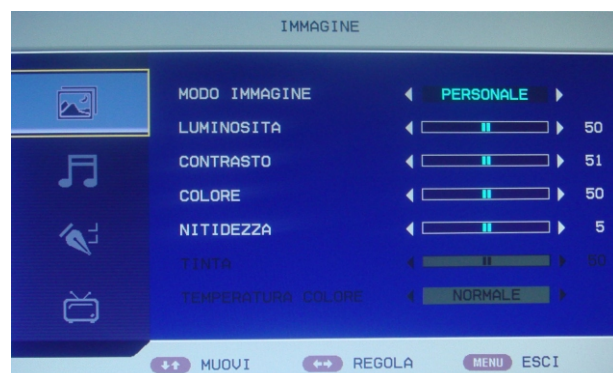 IMMAGINE
MODO IMMAGINE PERSONALE
LUMINOSITA 50
CONTRASTO 51
COLORE 50
NITIDEZZA 5
TINTA 50
TEMPERATURA COLORE NORMALE
MUOVI REGOLA MENU ESCI